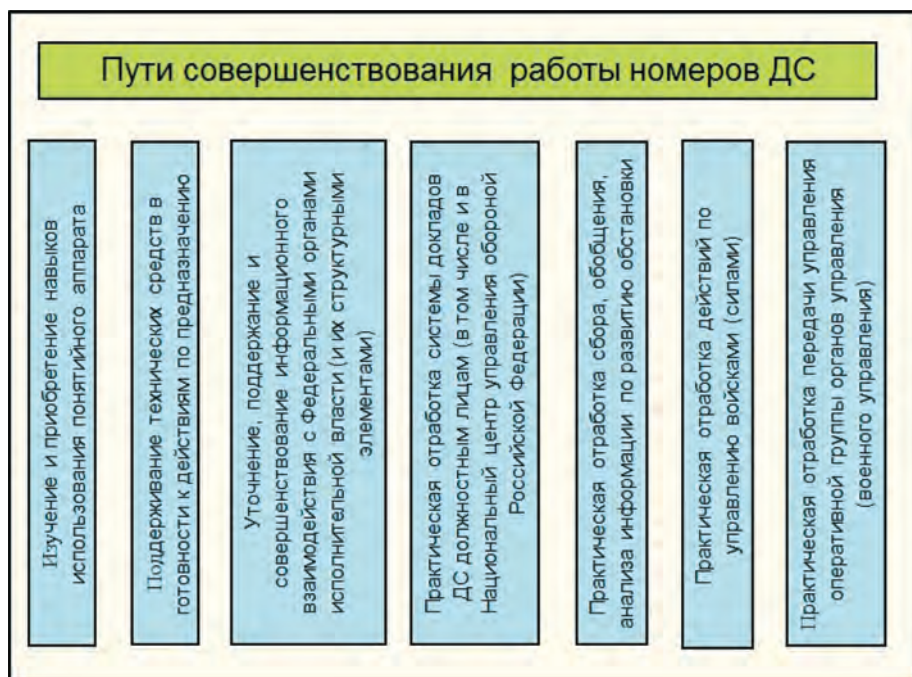 Пути совершенствования работы номеров ДС
Изучение и приобретение навыков
использования понятийного аппарата
Поддерживание технических средств в
готовности к действиям по предназначению
Уточнение, поддержание и
совершенствование информационного
взаимодействия с Федеральными органами
исполнительной власти (и их структурными
элементами)
Практическая отработка системы докладов
ДС должностным лицам (в том числе и в
Национальный центр управления обороной
Российской Федерации)
Практическая отработка сбора, обобщения,
анализа информации по развитию обстановки
Практическая отработка действий по
управлению войсками (силами)
Практическая отработка передачи управления
оперативной группы органов управления
(военного управления)